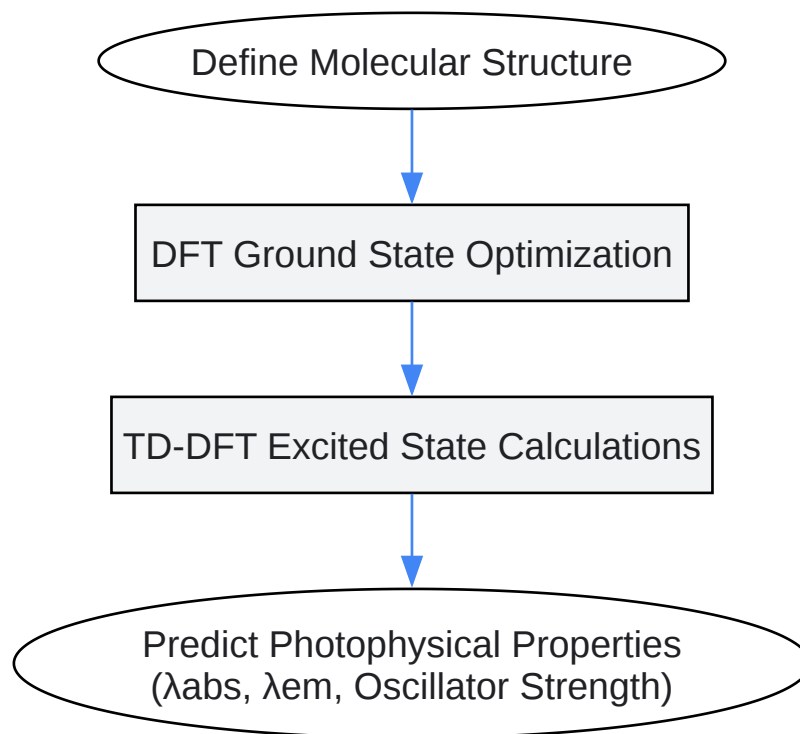 Define Molecular Structure
DFT Ground State Optimization
TD-DFT Excited State Calculations
Predict Photophysical Properties
(λabs, λem, Oscillator Strength)